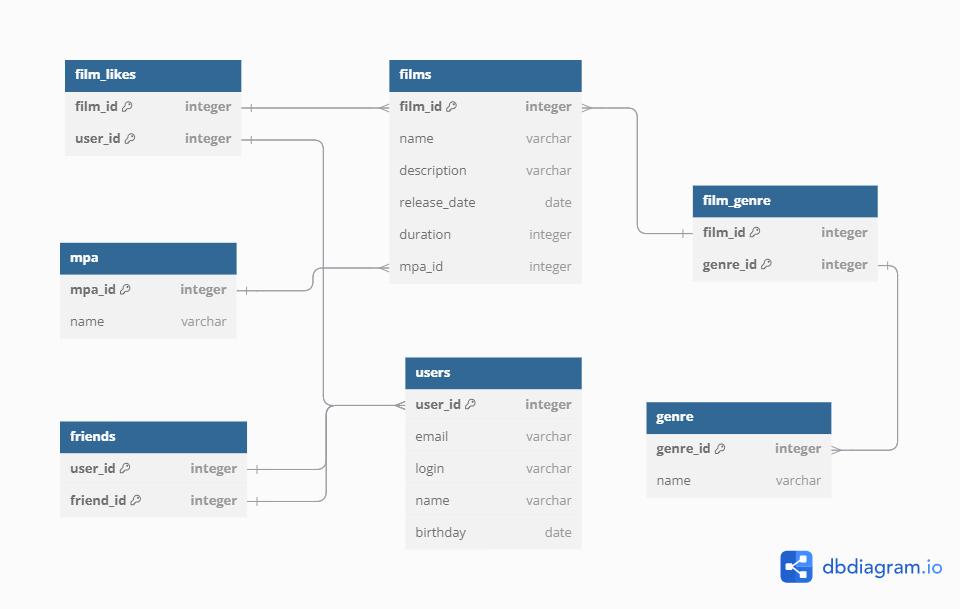 film_likes
film_id integer
user_id integer
films
film_id integer
name varchar
description varchar
release_date date
duration integer
mpa_id integer
film_genre
film_id integer
genre_id integer
mpa
mpa_id integer
name varchar
users
user_id integer
email varchar
login varchar
name varchar
birthday date
genre
genre_id integer
name varchar
friends
user_id integer
friend_id integer
dbdiagram.io